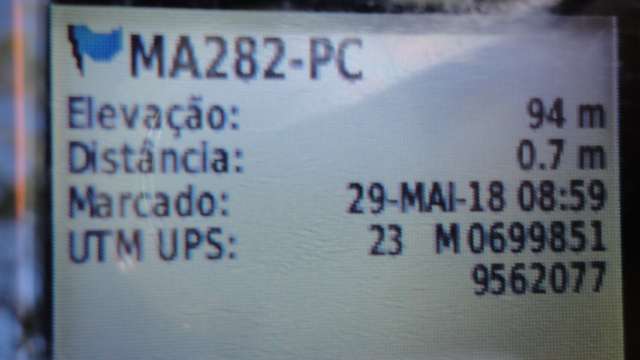 MA282-PC
Elevação: 94 m
Distância: 0.7 m
Marcado: 29-MAI-18 08:59
UTM UPS: 23 M 0699851
9562077